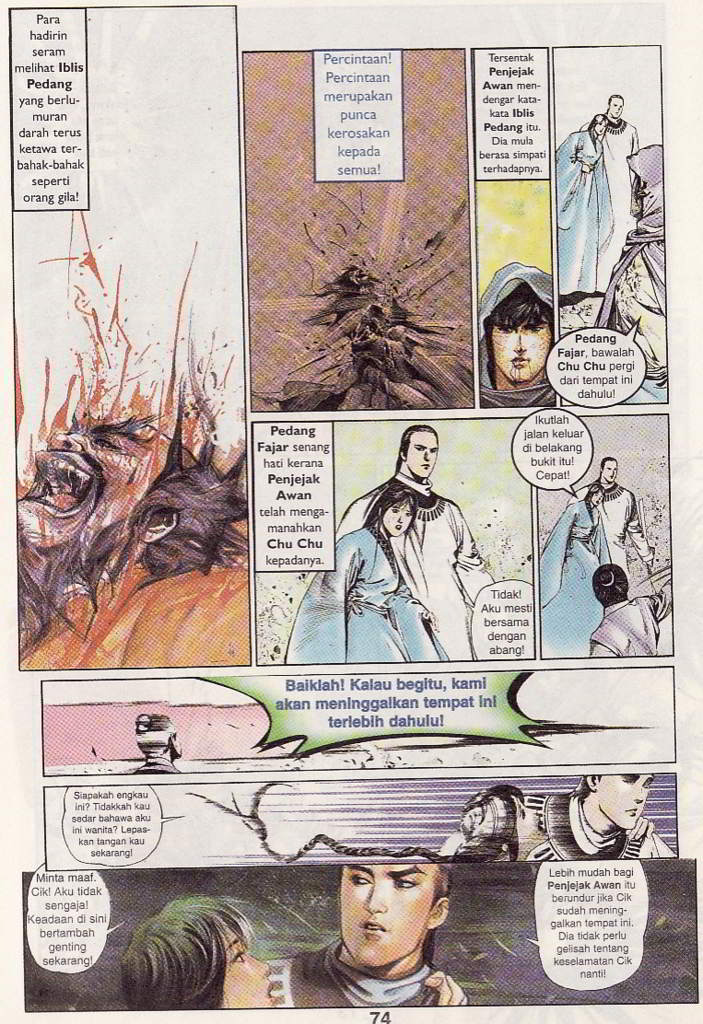 Para
hadirin
seram
melihat Iblis
Pedang
yang berlu-
muran
darah terus
ketawa ter-
bahak-bahak
seperti
orang gila!
Percintaan!
Percintaan
merupakan
punca
kerosakan
kepada
semua!
Tersentak
Penjejak
Awan men-
dengar kata-
kata Iblis
Pedang itu.
Dia mula
berasa simpati
terhadapnya.
Pedang
Fajar, bawalah
Chu Chu pergi
dari tempat ini
dahulu!
Pedang
Fajar senang
hati kerana
Penjejak
Awan
telah menga-
manahkan
Chu Chu
kepadanya.
Tidak!
Aku mesti
bersama
dengan
abang!
Ikutlah
jalan keluar
di belakang
bukit itu!
Cepat!
Baiklah! Kalau begitu, kami
akan meninggalkan tempat ini
terlebih dahulu!
Siapakah engkau
ini? Tidakkah kau
sedar bahawa aku
ini wanita? Lepas-
kan tangan kau
sekarang!
Minta maaf.
Cik! Aku tidak
sengaja!
Keadaan di sini
bertambah
genting
sekarang!
Lebih mudah bagi
Penjejak Awan itu
berundur jika Cik
sudah mening-
galkan tempat ini.
Dia tidak perlu
gelisah tentang
keselamatan Cik
nanti!
74